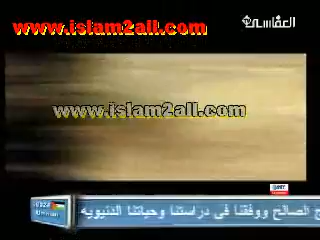 www.islam2all.com
العفاسي
www.islam2all.com
ج الصالح ووفقنا في دراستنا وحياتنا الدنيويه